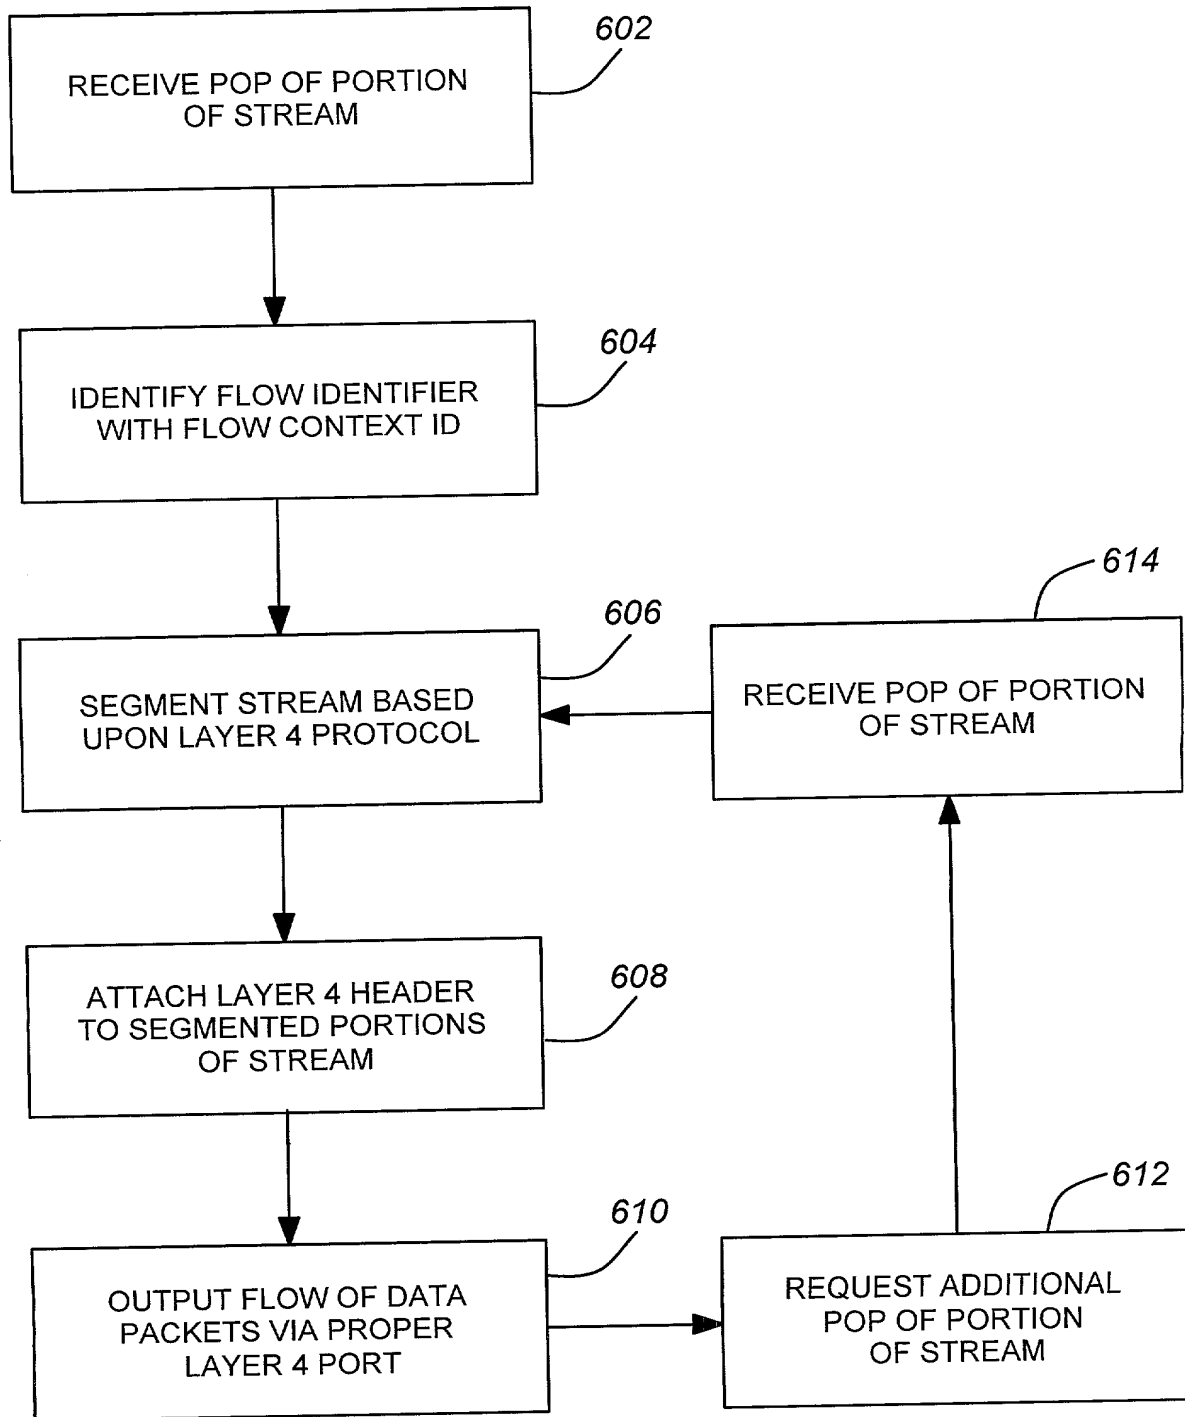 602
RECEIVE POP OF PORTION
OF STREAM
604
IDENTIFY FLOW IDENTIFIER
WITH FLOW CONTEXT ID
614
606
SEGMENT STREAM BASED
UPON LAYER 4 PROTOCOL
RECEIVE POP OF PORTION
OF STREAM
608
ATTACH LAYER 4 HEADER
TO SEGMENTED PORTIONS
OF STREAM
612
610
OUTPUT FLOW OF DATA
PACKETS VIA PROPER
LAYER 4 PORT
REQUEST ADDITIONAL
POP OF PORTION
OF STREAM